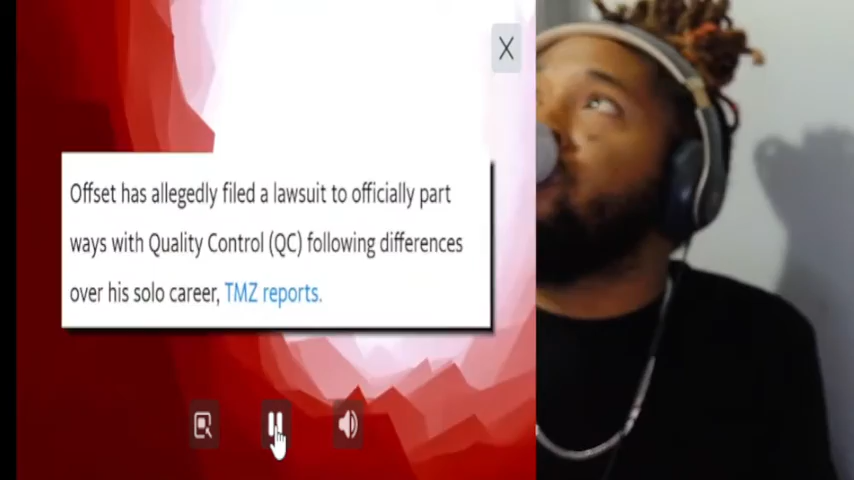 Offset has allegedly filed a lawsuit to officially part
ways with Quality Control (QC) following differences
over his solo career, TMZ reports.